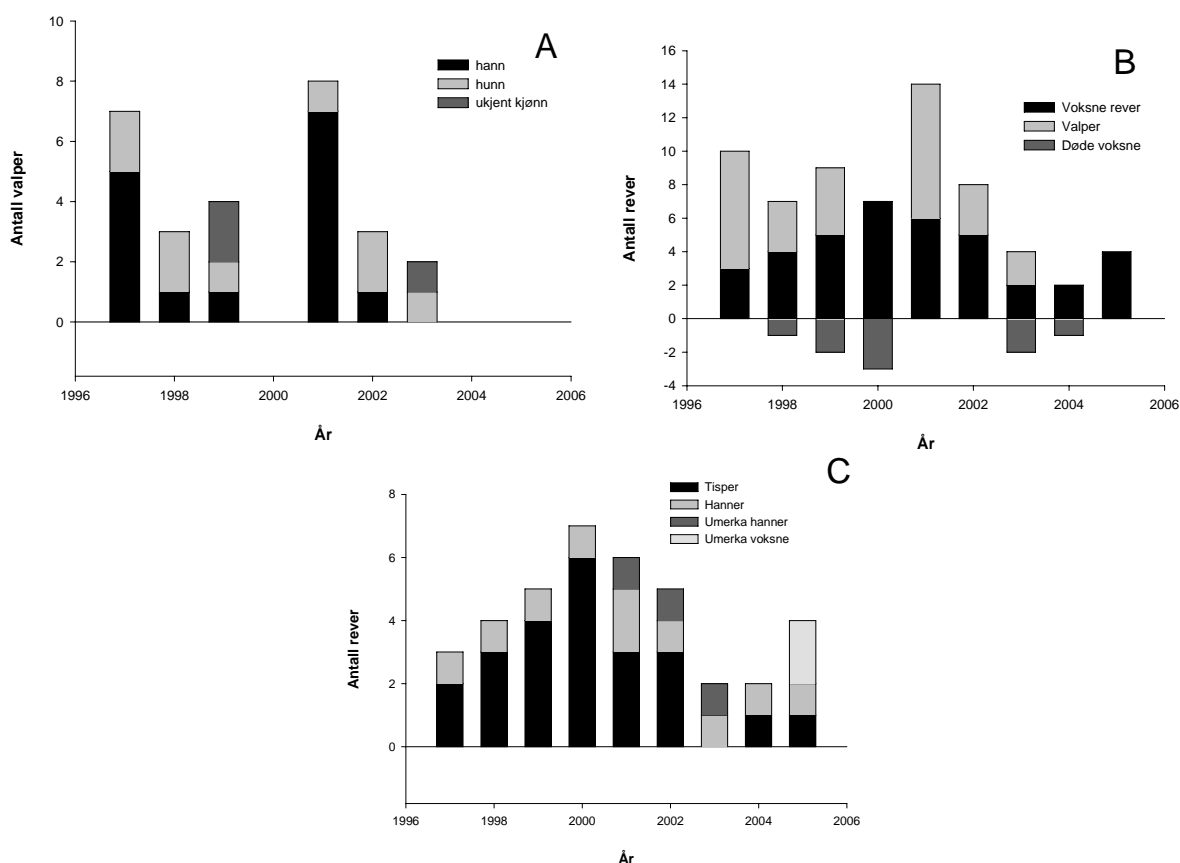 A
10
8
6
4
2
0
Antall valper
hann
hunn
ukjent kjønn
1996 1998 2000 2002 2004 2006
År
B
16
14
12
10
8
6
4
2
0
-2
-4
Antall rever
Voksne rever
Valper
Døde voksne
1996 1998 2000 2002 2004 2006
År
C
8
6
4
2
0
Antall rever
Tisper
Hanner
Umerka hanner
Umerka voksne
1996 1998 2000 2002 2004 2006
År